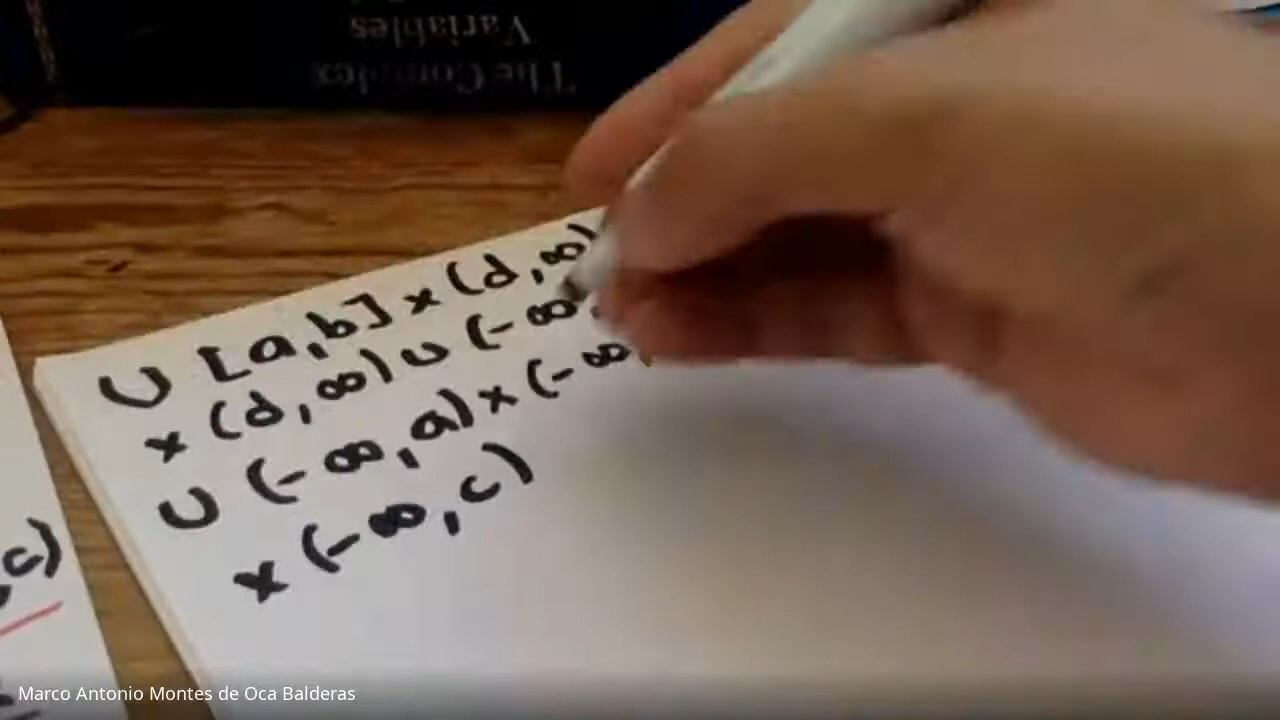 The Complex
Variables
∪ [a,b] × (d,∞)
× (d,∞) ∪ (-∞,
∪ (-∞,a) × (-∞
× (-∞,c)
,c)
Marco Antonio Montes de Oca Balderas